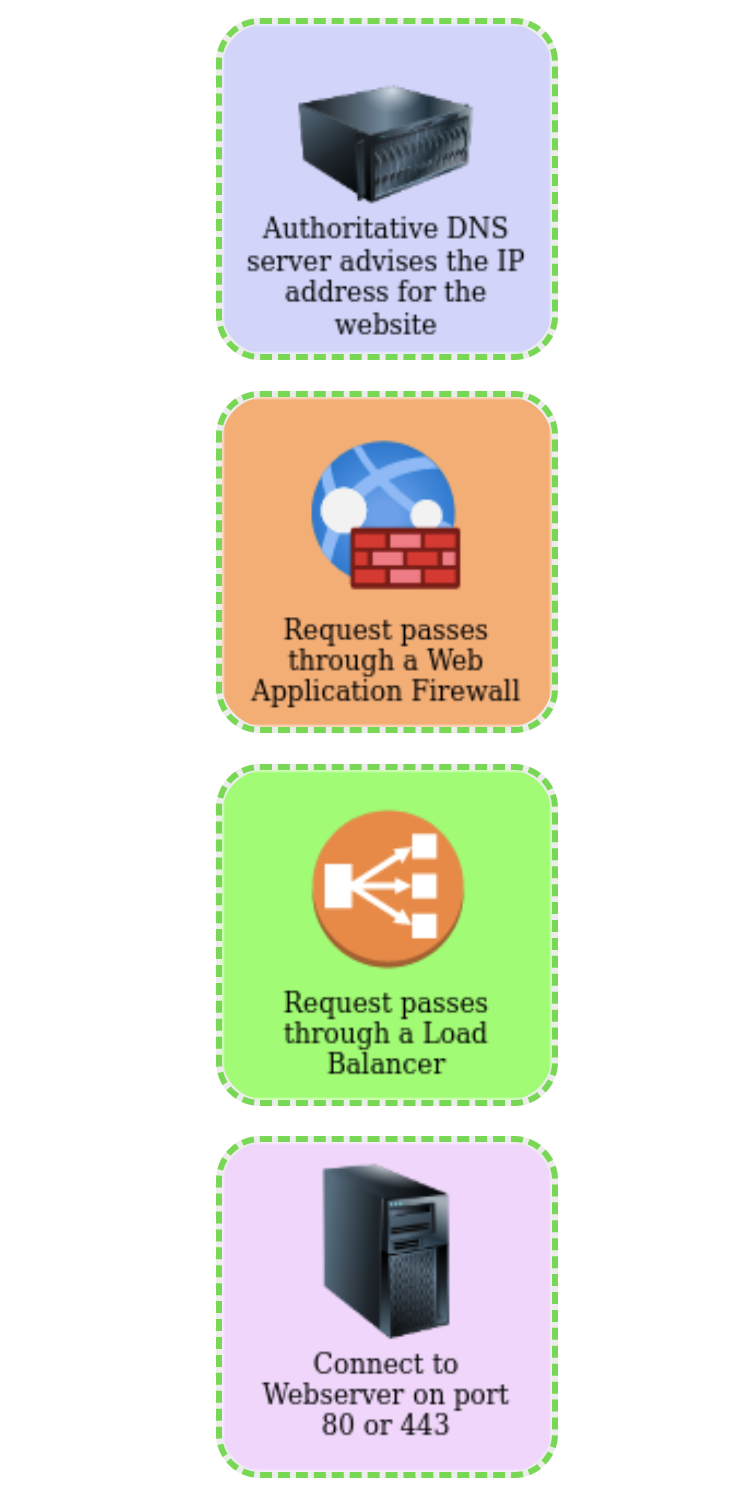 Authoritative DNS
server advises the IP
address for the
website
Request passes
through a Web
Application Firewall
Request passes
through a Load
Balancer
Connect to
Webserver on port
80 or 443